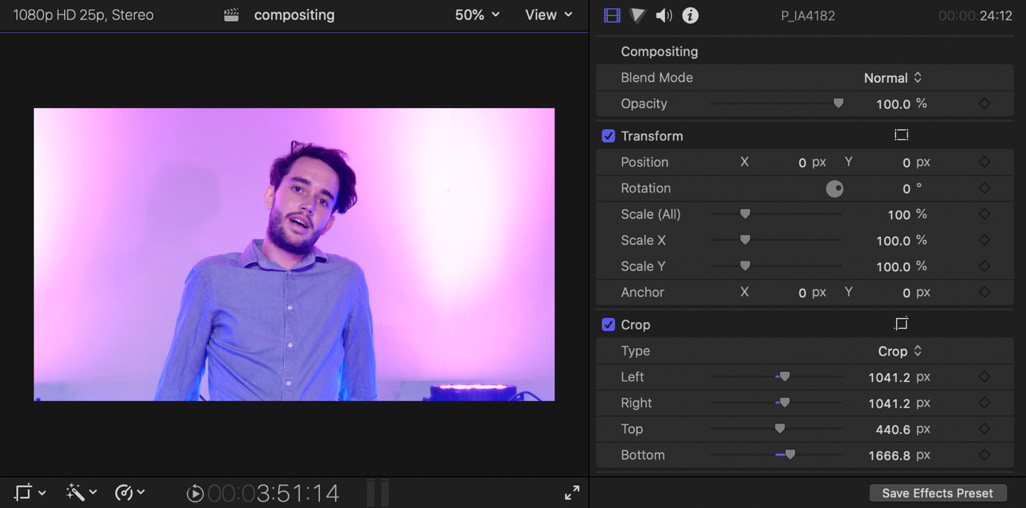 1080p HD 25p, Stereo compositing 50% View
P_IA4182 00:00:24:12
Compositing
Blend Mode Normal
Opacity 100.0 %
Transform
Position X 0 px Y 0 px
Rotation 0 °
Scale (All) 100 %
Scale X 100.0 %
Scale Y 100.0 %
Anchor X 0 px Y 0 px
Crop
Type Crop
Left 1041.2 px
Right 1041.2 px
Top 440.6 px
Bottom 1666.8 px
00:03:51:14
Save Effects Preset